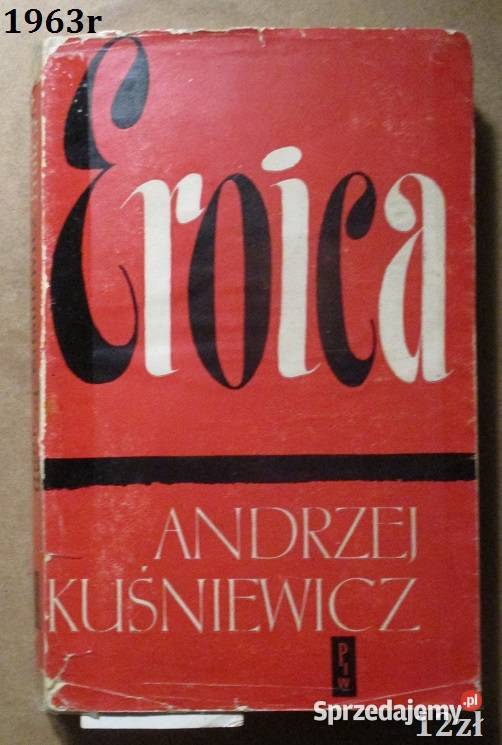 1963r
Eroica
ANDRZEJ
KUŚNIEWICZ
PIW
Sprzedajemy.pl
12zł